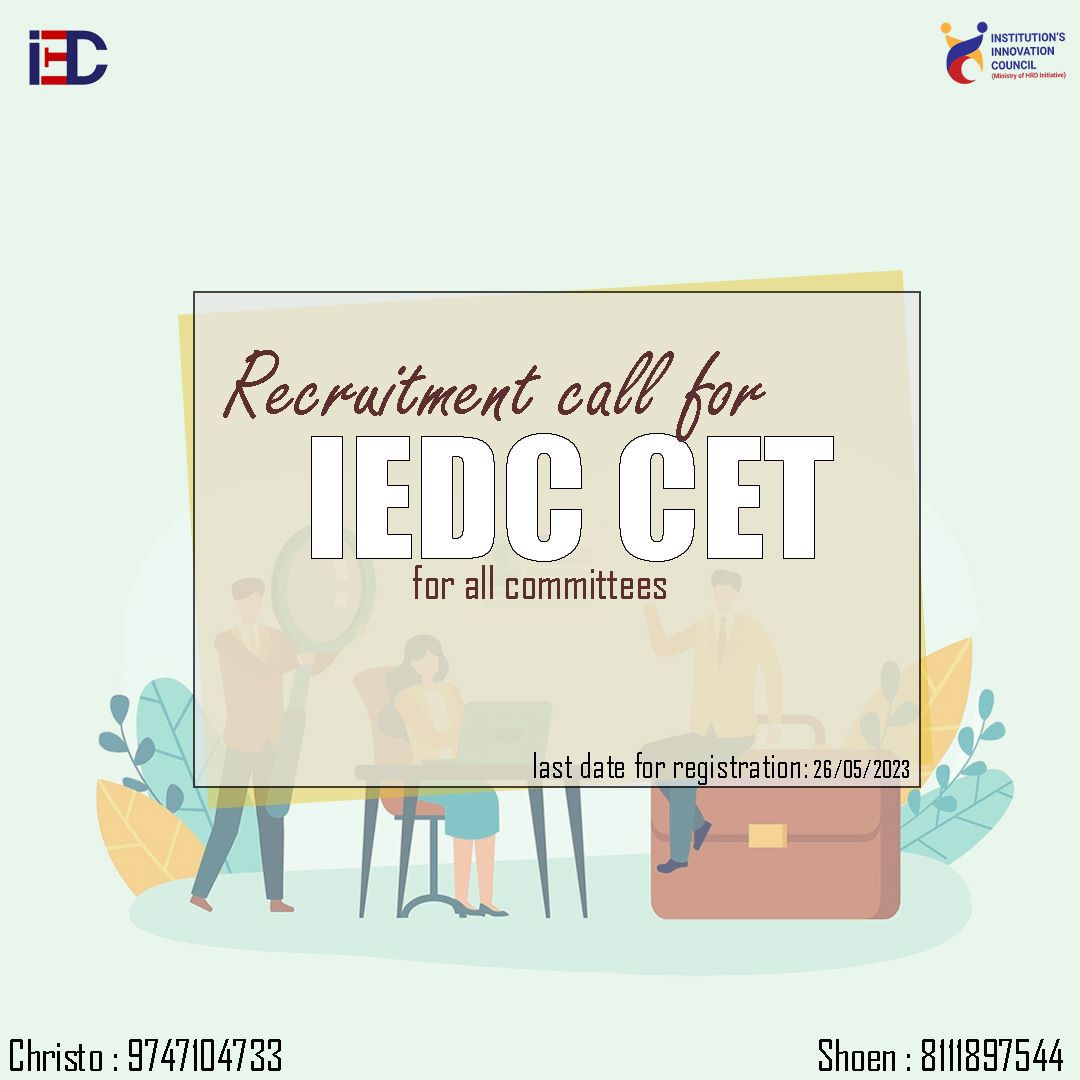 IEDC
INSTITUTION'S
INNOVATION
COUNCIL
(Ministry of HRD Initiative)
Recruitment call for
IEDC CET
for all committees
last date for registration: 26/05/2023
Christo : 9747104733
Shoen : 8111897544